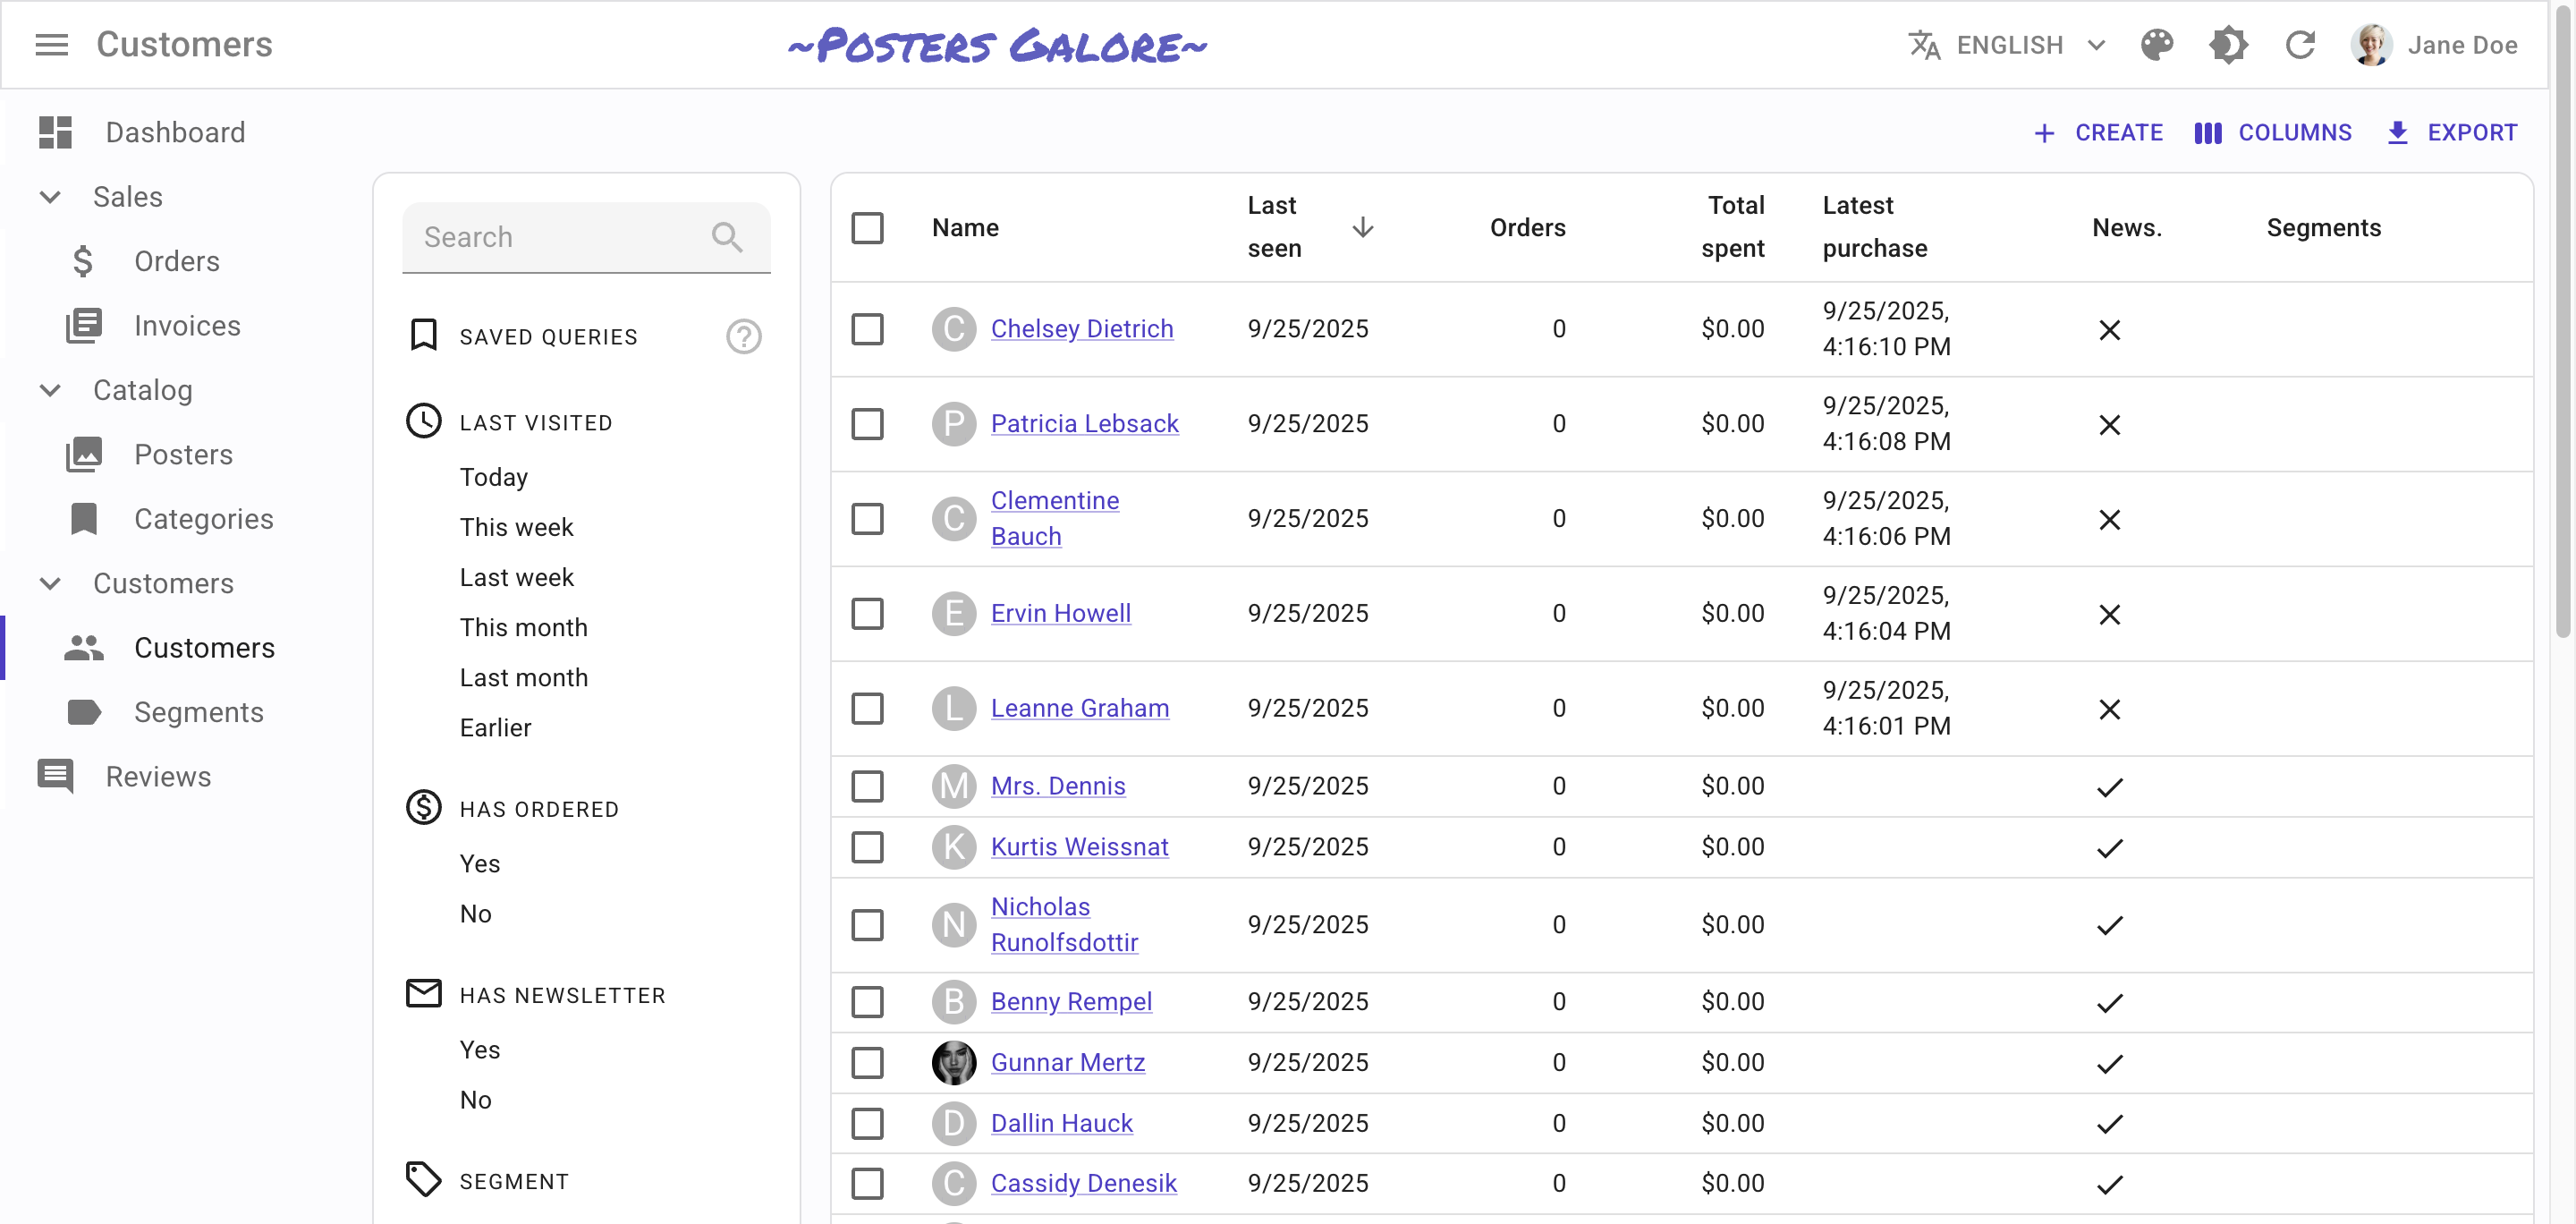 Customers
~Posters Galore~
ENGLISH
Jane Doe
Dashboard
Sales
Orders
Invoices
Catalog
Posters
Categories
Customers
Customers
Segments
Reviews
CREATE
COLUMNS
EXPORT
Search
SAVED QUERIES
?
LAST VISITED
Today
This week
Last week
This month
Last month
Earlier
HAS ORDERED
Yes
No
HAS NEWSLETTER
Yes
No
SEGMENT
Name
Last
seen
Orders
Total
spent
Latest
purchase
News.
Segments
C Chelsey Dietrich 9/25/2025 0 $0.00 9/25/2025,
4:16:10 PM
P Patricia Lebsack 9/25/2025 0 $0.00 9/25/2025,
4:16:08 PM
C Clementine
Bauch 9/25/2025 0 $0.00 9/25/2025,
4:16:06 PM
E Ervin Howell 9/25/2025 0 $0.00 9/25/2025,
4:16:04 PM
L Leanne Graham 9/25/2025 0 $0.00 9/25/2025,
4:16:01 PM
M Mrs. Dennis 9/25/2025 0 $0.00
K Kurtis Weissnat 9/25/2025 0 $0.00
N Nicholas
Runolfsdottir 9/25/2025 0 $0.00
B Benny Rempel 9/25/2025 0 $0.00
Gunnar Mertz 9/25/2025 0 $0.00
D Dallin Hauck 9/25/2025 0 $0.00
C Cassidy Denesik 9/25/2025 0 $0.00